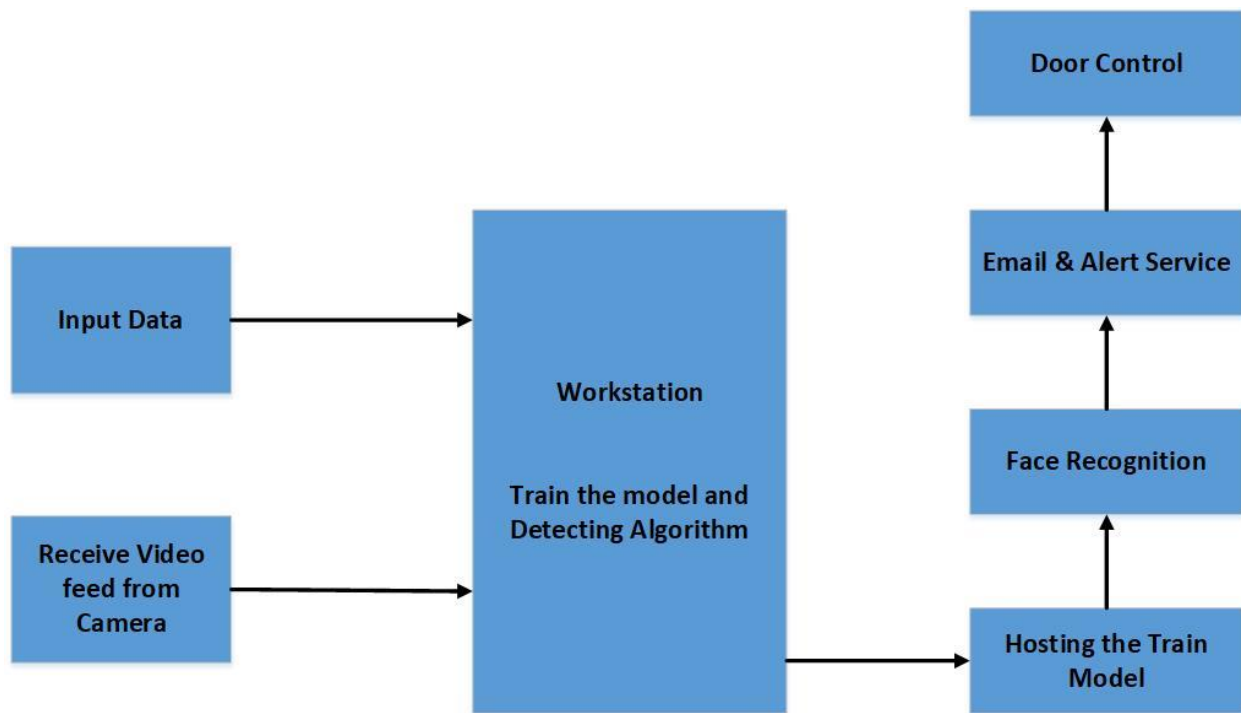 Door Control
Email & Alert Service
Input Data
Workstation
Face Recognition
Train the model and
Detecting Algorithm
Receive Video
feed from
Camera
Hosting the Train
Model